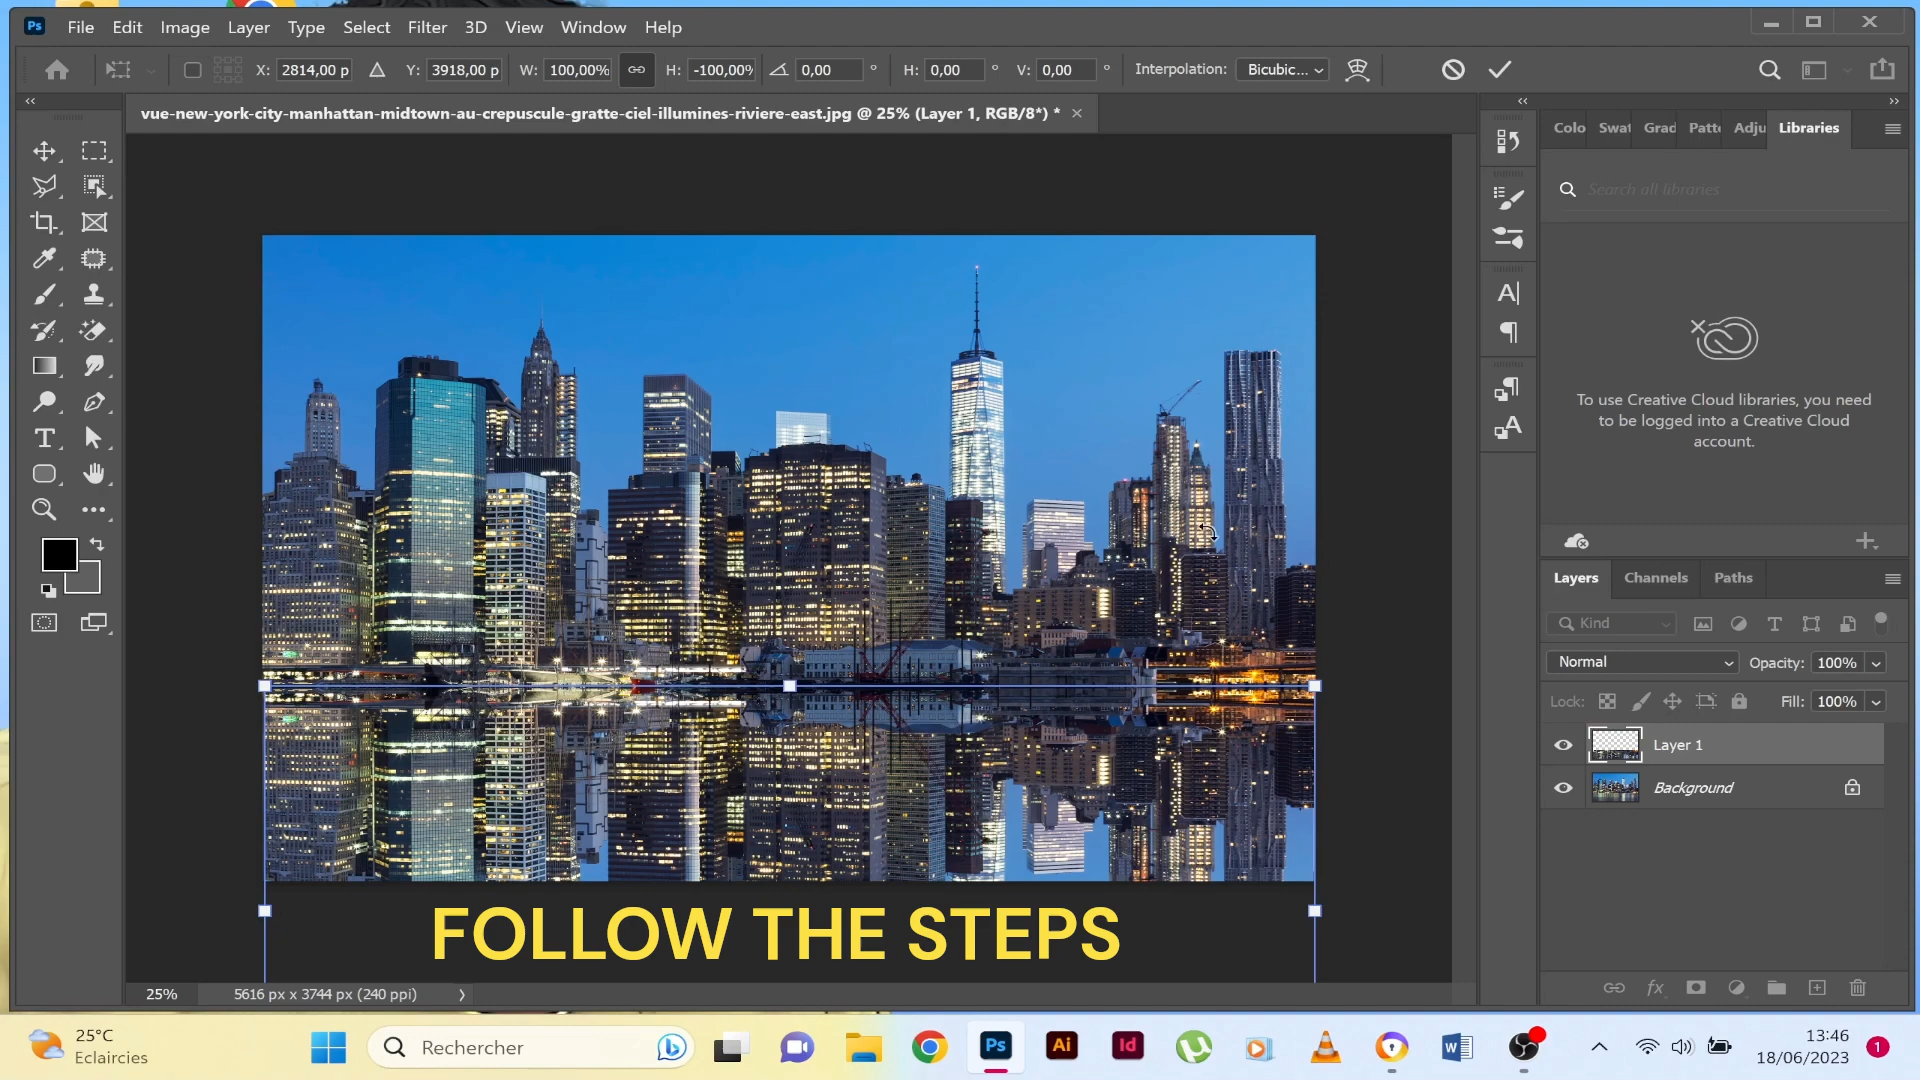 Ps File Edit Image Layer Type Select Filter 3D View Window Help
X: 2814,00 p Y: 3918,00 p W: 100,00% H: -100,00% 0,00 ° H: 0,00 ° V: 0,00 ° Interpolation: Bicubic...
vue-new-york-city-manhattan-midtown-au-crepuscule-gratte-ciel-illumines-riviere-east.jpg @ 25% (Layer 1, RGB/8*) *
Colo Swat Grad Patt Adju Libraries
Search all libraries
To use Creative Cloud libraries, you need
to be logged into a Creative Cloud
account.
Layers Channels Paths
Kind
Normal Opacity: 100%
Lock: Fill: 100%
Layer 1
Background
FOLLOW THE STEPS
25% 5616 px x 3744 px (240 ppi)
25°C
Eclaircies
Rechercher
Ps Ai Id
13:46
18/06/2023
1